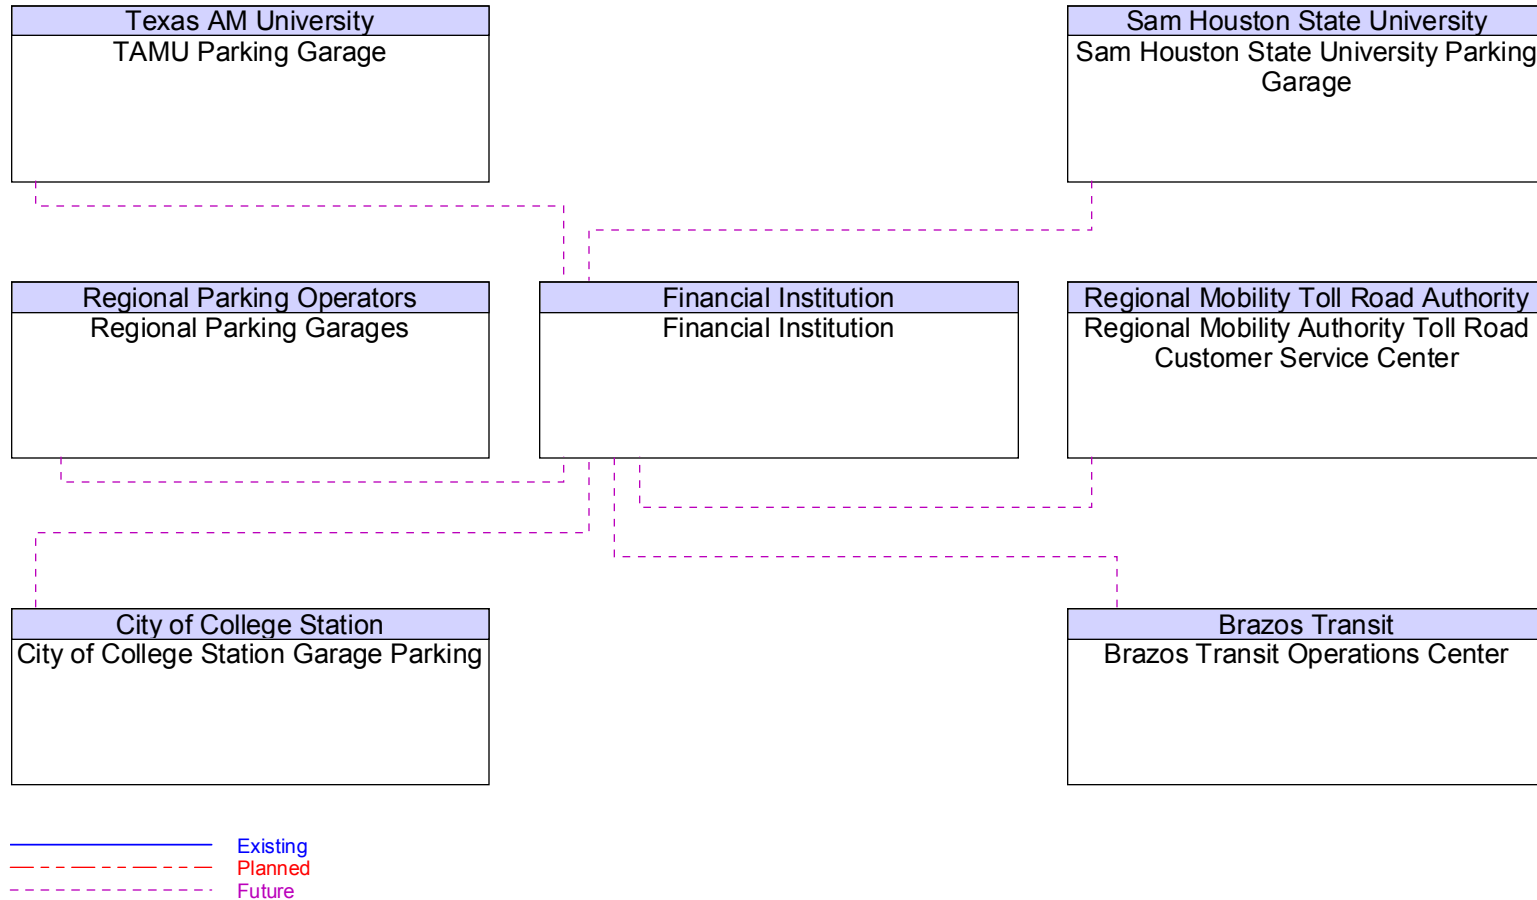 Texas AM University
TAMU Parking Garage
Sam Houston State University
Sam Houston State University Parking
Garage
Regional Parking Operators
Regional Parking Garages
Financial Institution
Financial Institution
Regional Mobility Toll Road Authority
Regional Mobility Authority Toll Road
Customer Service Center
City of College Station
City of College Station Garage Parking
Brazos Transit
Brazos Transit Operations Center
Existing
Planned
Future